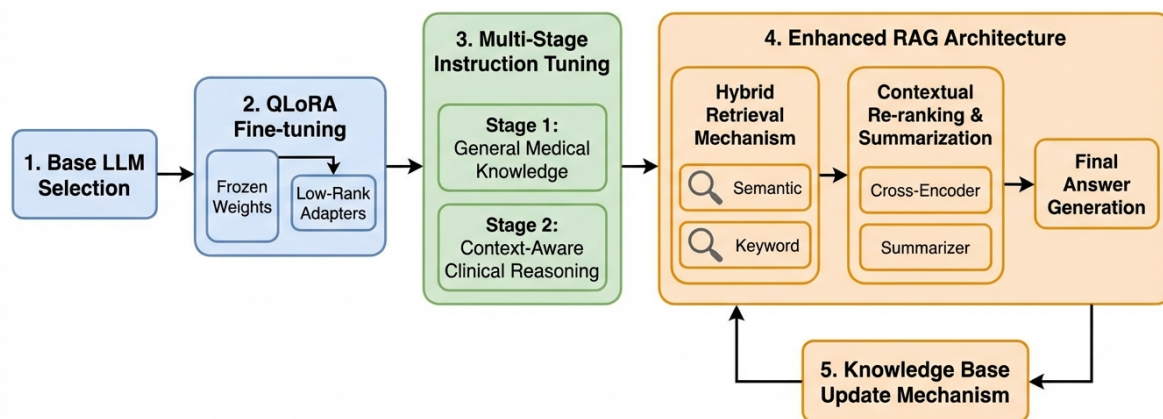 1. Base LLM
Selection
2. QLoRA
Fine-tuning
Frozen
Weights
Low-Rank
Adapters
3. Multi-Stage
Instruction Tuning
Stage 1:
General Medical
Knowledge
Stage 2:
Context-Aware
Clinical Reasoning
4. Enhanced RAG Architecture
Hybrid
Retrieval
Mechanism
Semantic
Keyword
Contextual
Re-ranking &
Summarization
Cross-Encoder
Summarizer
Final
Answer
Generation
5. Knowledge Base
Update Mechanism